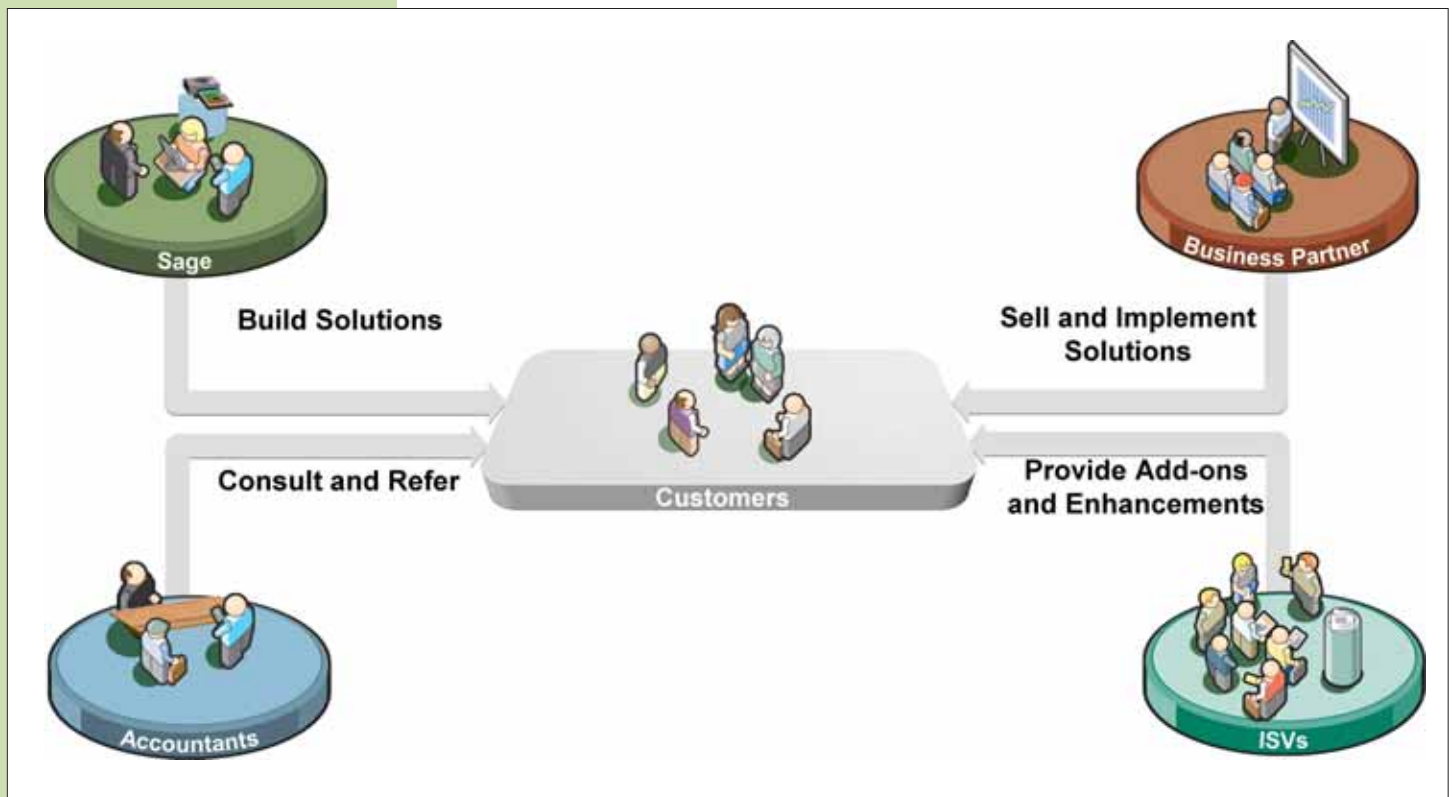 Sage
Business Partner
Build Solutions
Sell and Implement
Solutions
Consult and Refer
Customers
Provide Add-ons
and Enhancements
Accountants
ISVs